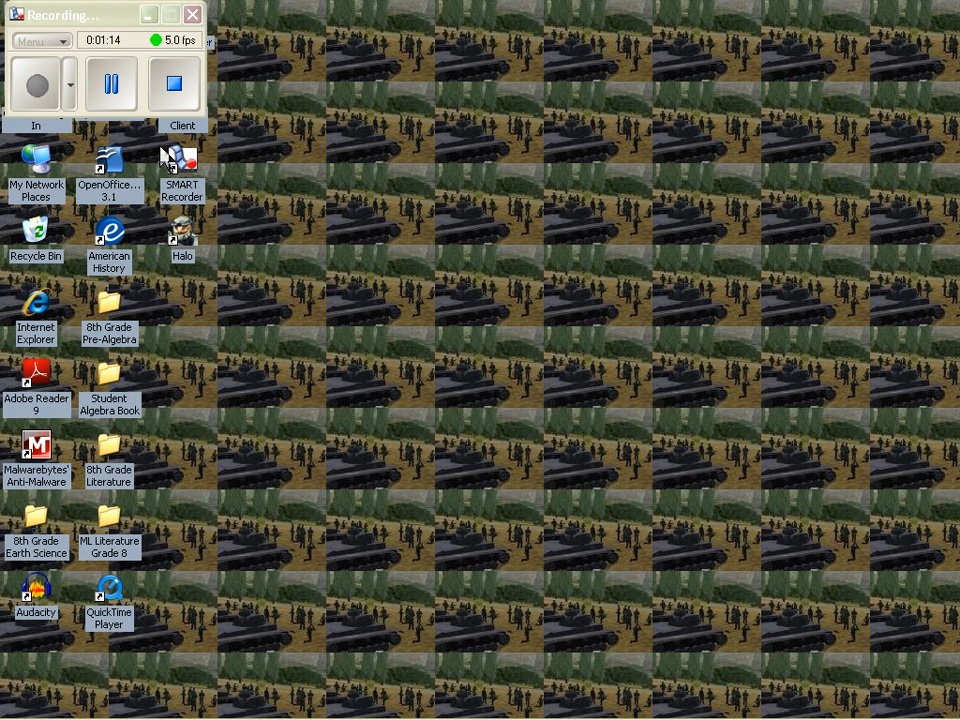 Recording...
Menu
0:01:14
5.0 fps
In
Client
My Network
Places
OpenOffice...
3.1
SMART
Recorder
Recycle Bin
American
History
Halo
Internet
Explorer
8th Grade
Pre-Algebra
Adobe Reader
9
Student
Algebra Book
Malwarebytes'
Anti-Malware
8th Grade
Literature
8th Grade
Earth Science
ML Literature
Grade 8
Audacity
QuickTime
Player